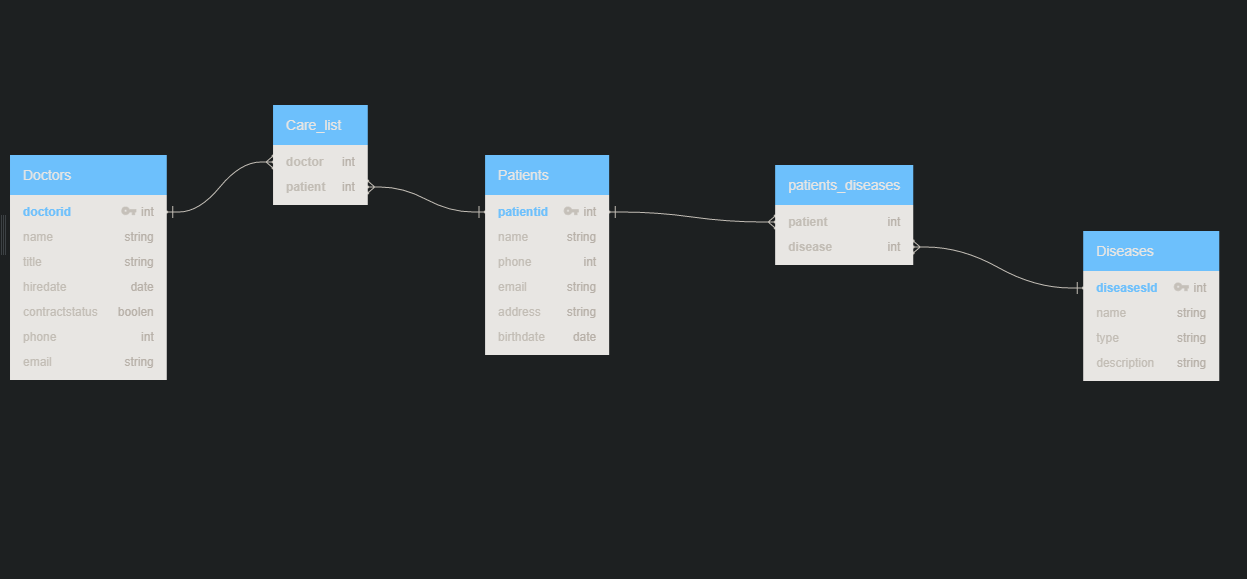 Doctors
doctorid int
name string
title string
hiredate date
contractstatus boolen
phone int
email string
Care_list
doctor int
patient int
Patients
patientid int
name string
phone int
email string
address string
birthdate date
patients_diseases
patient int
disease int
Diseases
diseasesId int
name string
type string
description string